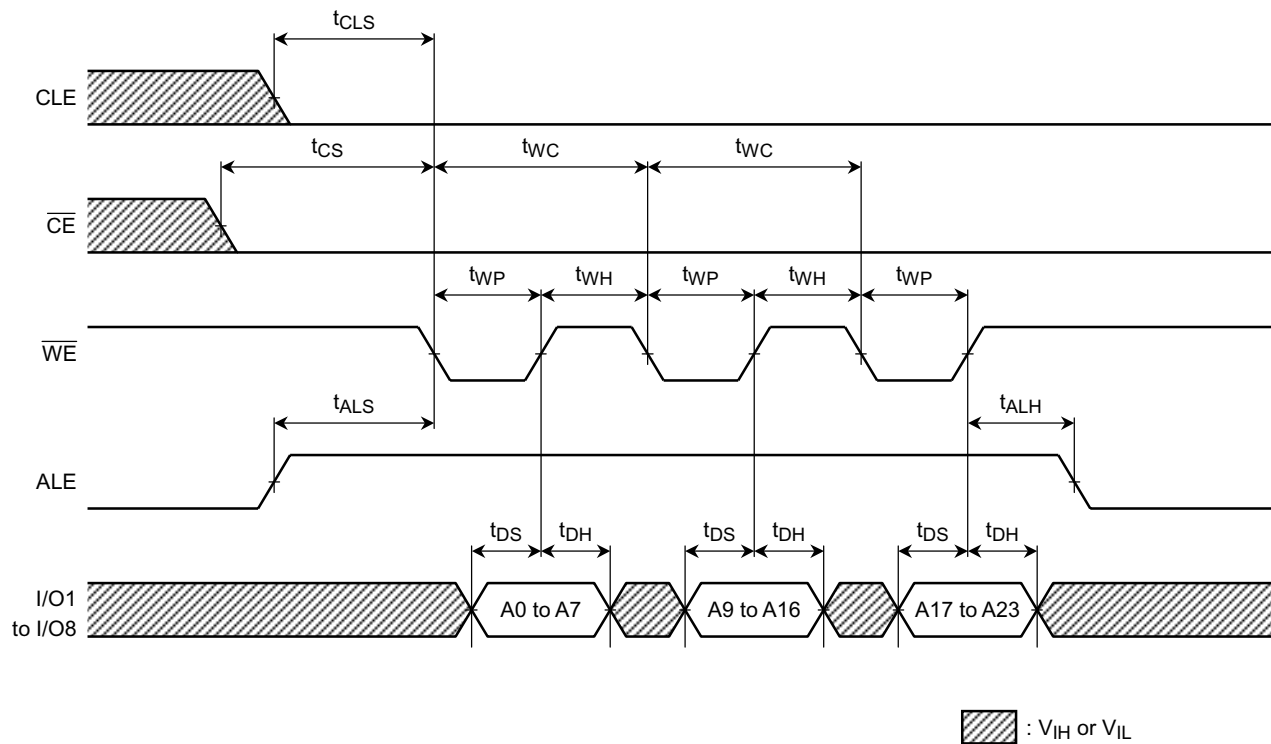 tCLS
CLE
tCS
tWC
tWC
CE
tWP
tWH
tWP
tWH
tWP
WE
tALS
tALH
ALE
tDS
tDH
tDS
tDH
tDS
tDH
I/O1
to I/O8
A0 to A7
A9 to A16
A17 to A23
: VIH or VIL